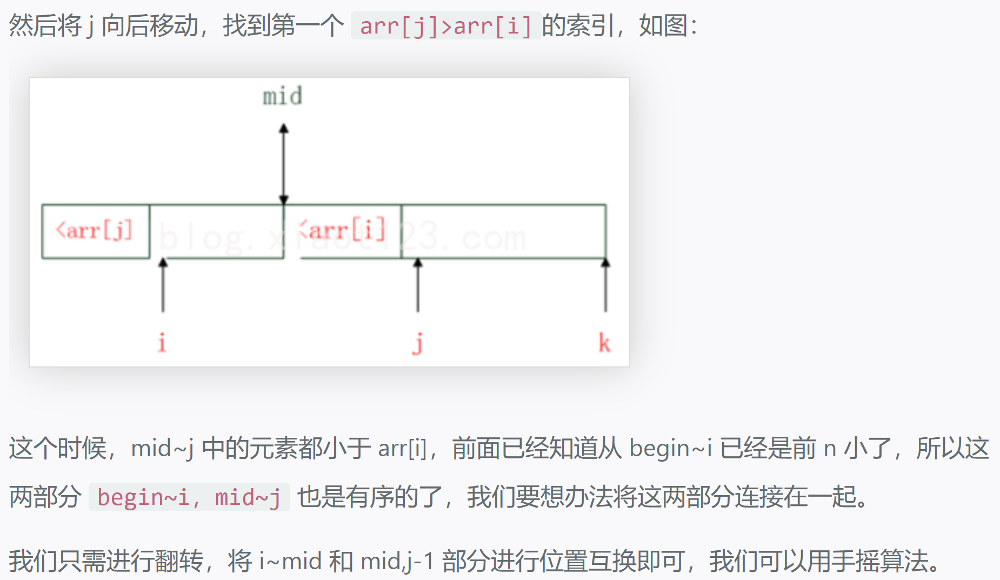 然后将 j 向后移动，找到第一个 arr[j]>arr[i] 的索引，如图：
mid
<arr[j] <arr[i]
blog.xiaot123.com
i j k
这个时候，mid~j 中的元素都小于 arr[i]，前面已经知道从 begin~i 已经是前 n 小了，所以这
两部分 begin~i, mid~j 也是有序的了，我们要想办法将这两部分连接在一起。
我们只需进行翻转，将 i~mid 和 mid,j-1 部分进行位置互换即可，我们可以用手摇算法。